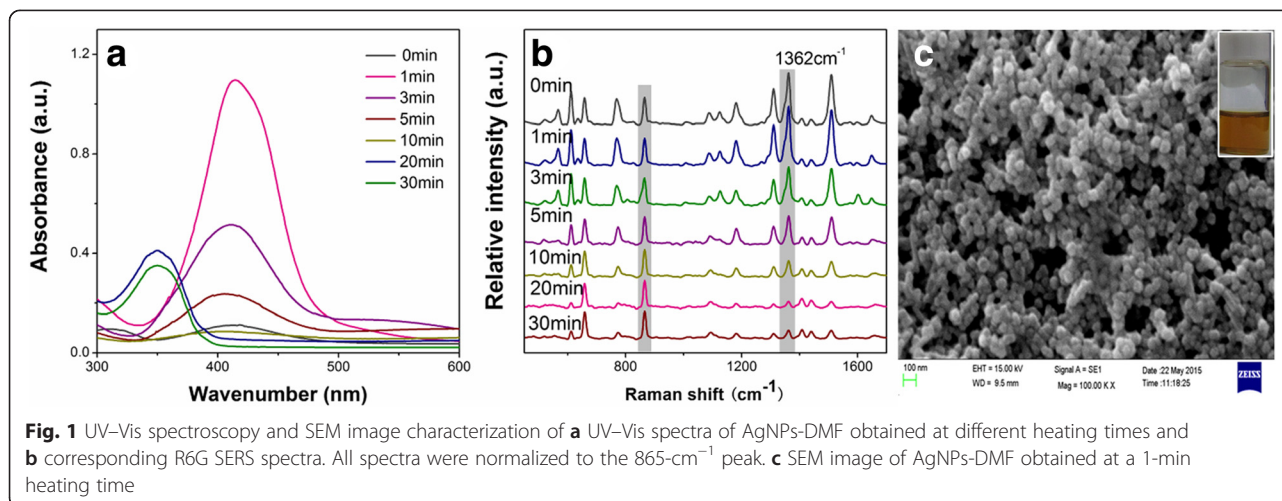 a
1.2
0.8
0.4
0.0
Absorbance (a.u.)
300 400 500 600
Wavenumber (nm)
0min
1min
3min
5min
10min
20min
30min
b
1362cm⁻¹
Relative intensity (a.u.)
0min
1min
3min
5min
10min
20min
30min
800 1200 1600
Raman shift (cm⁻¹)
c
100 nm
EHT = 15.00 kV
WD = 9.5 mm
Signal A = SE1
Mag = 100.00 K X
Date :22 May 2015
Time :11:18:25
ZEISS
Fig. 1 UV–Vis spectroscopy and SEM image characterization of a UV–Vis spectra of AgNPs-DMF obtained at different heating times and
b corresponding R6G SERS spectra. All spectra were normalized to the 865-cm⁻¹ peak. c SEM image of AgNPs-DMF obtained at a 1-min
heating time